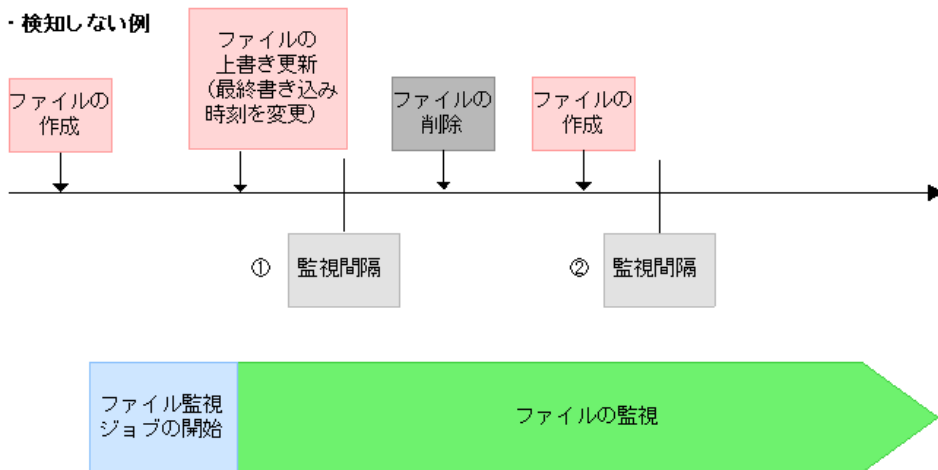 ・検知しない例
ファイルの
作成
ファイルの
上書き更新
（最終書き込み
時刻を変更）
ファイルの
削除
ファイルの
作成
① 監視間隔
② 監視間隔
ファイル監視
ジョブの開始
ファイルの監視